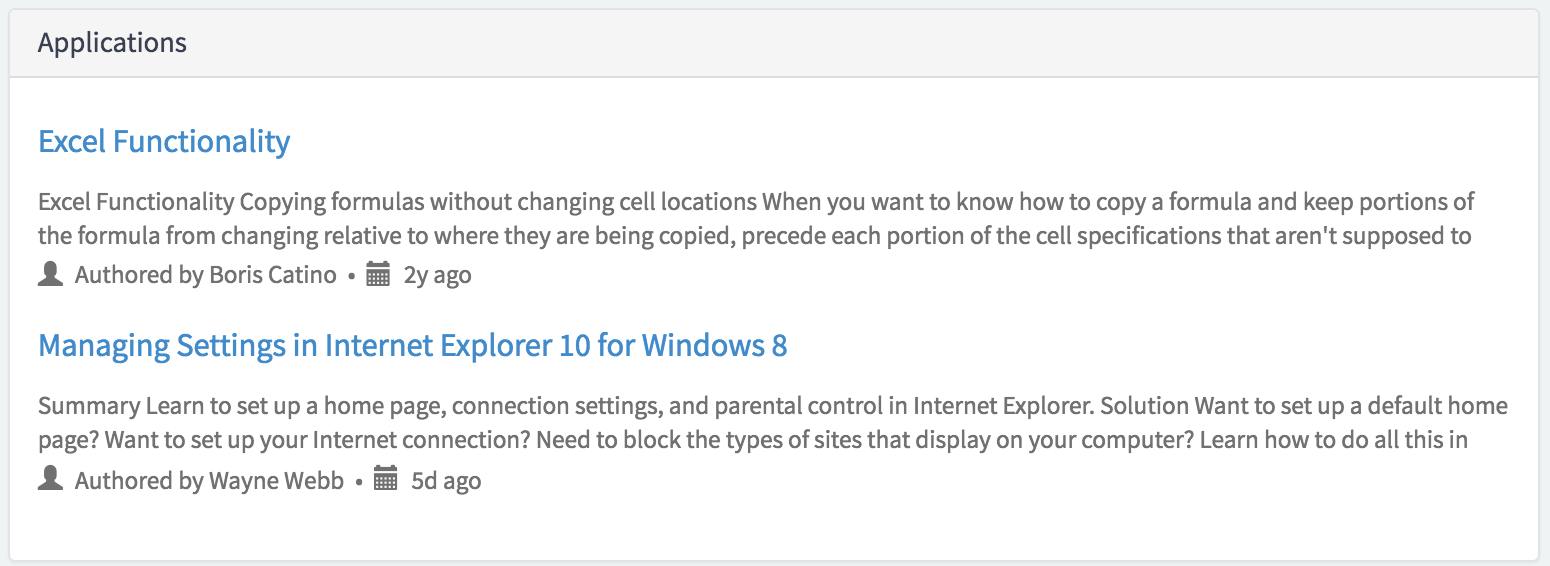 Applications
Excel Functionality
Excel Functionality Copying formulas without changing cell locations When you want to know how to copy a formula and keep portions of
the formula from changing relative to where they are being copied, precede each portion of the cell specifications that aren't supposed to
Authored by Boris Catino • 2y ago
Managing Settings in Internet Explorer 10 for Windows 8
Summary Learn to set up a home page, connection settings, and parental control in Internet Explorer. Solution Want to set up a default home
page? Want to set up your Internet connection? Need to block the types of sites that display on your computer? Learn how to do all this in
Authored by Wayne Webb • 5d ago